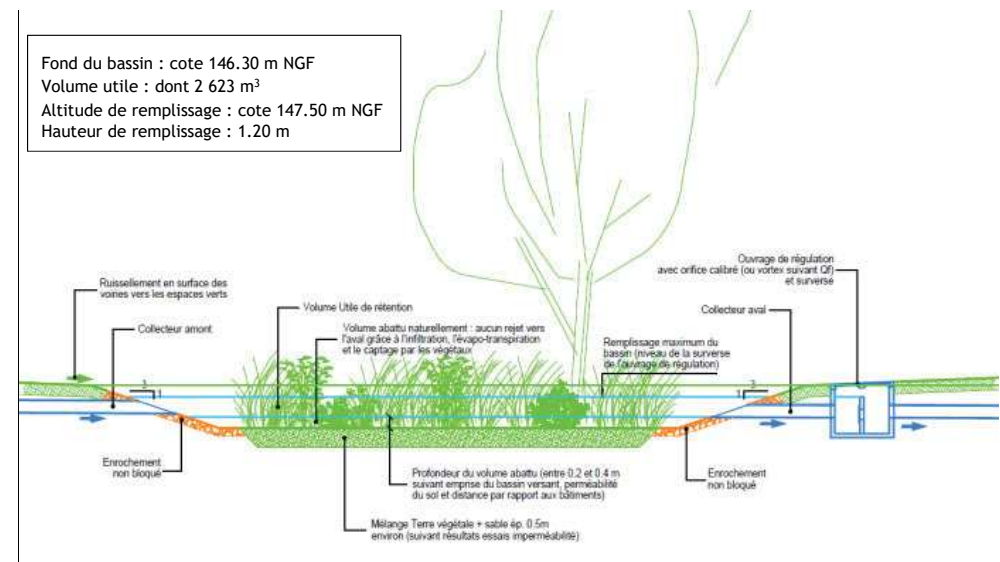 Fond du bassin : cote 146.30 m NGF
Volume utile : dont 2 623 m³
Altitude de remplissage : cote 147.50 m NGF
Hauteur de remplissage : 1.20 m
Ouvrage de régulation
avec orifice calibré (ou vortex suivant Qf)
et surverse
Ruissellement en surface des
voiries vers les espaces verts
Volume Utile de rétention
Collecteur aval
Collecteur amont
Volume abattu naturellement : aucun rejet vers
l'aval grâce à l'infiltration, l'évapo-transpiration
et le captage par les végétaux
Remplissage maximum du
bassin (niveau de la surverse
de l'ouvrage de régulation)
3
1
3
1
Enrochement
non bloqué
Profondeur du volume abattu (entre 0.2 et 0.4 m
suivant emprise du bassin versant, perméabilité
du sol et distance par rapport aux bâtiments)
Enrochement
non bloqué
Mélange Terre végétale + sable ép. 0.5m
environ (suivant résultats essais imperméabilité)